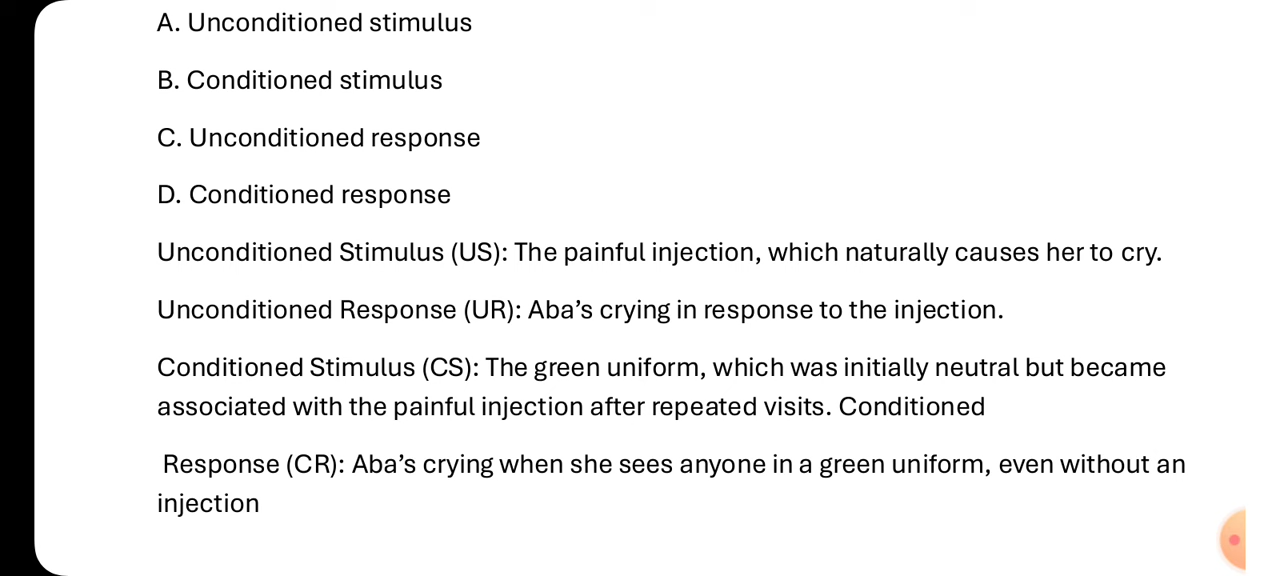 A. Unconditioned stimulus
B. Conditioned stimulus
C. Unconditioned response
D. Conditioned response
Unconditioned Stimulus (US): The painful injection, which naturally causes her to cry.
Unconditioned Response (UR): Aba’s crying in response to the injection.
Conditioned Stimulus (CS): The green uniform, which was initially neutral but became
associated with the painful injection after repeated visits. Conditioned
Response (CR): Aba’s crying when she sees anyone in a green uniform, even without an
injection